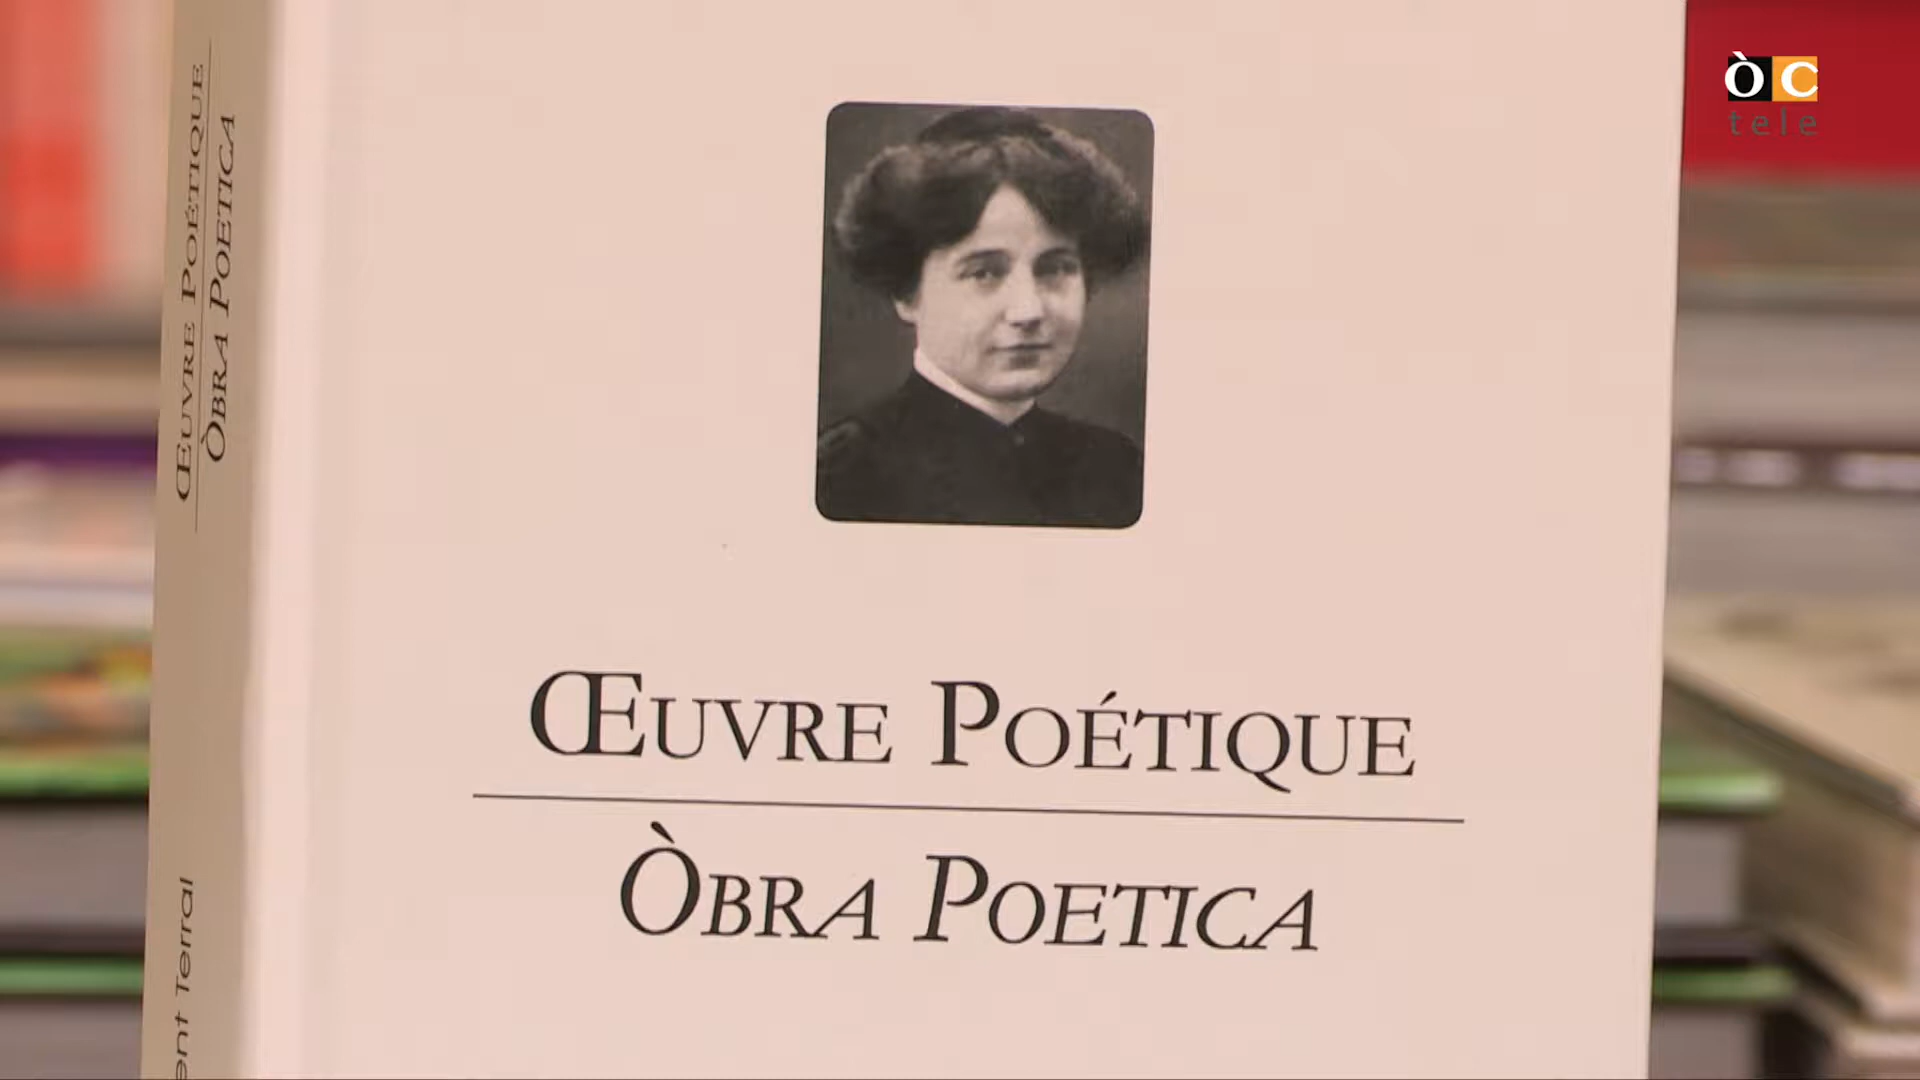 ŒUVRE POÉTIQUE
ÒBRA POETICA
Terral
ŒUVRE POÉTIQUE
ÒBRA POETICA
òc
tele